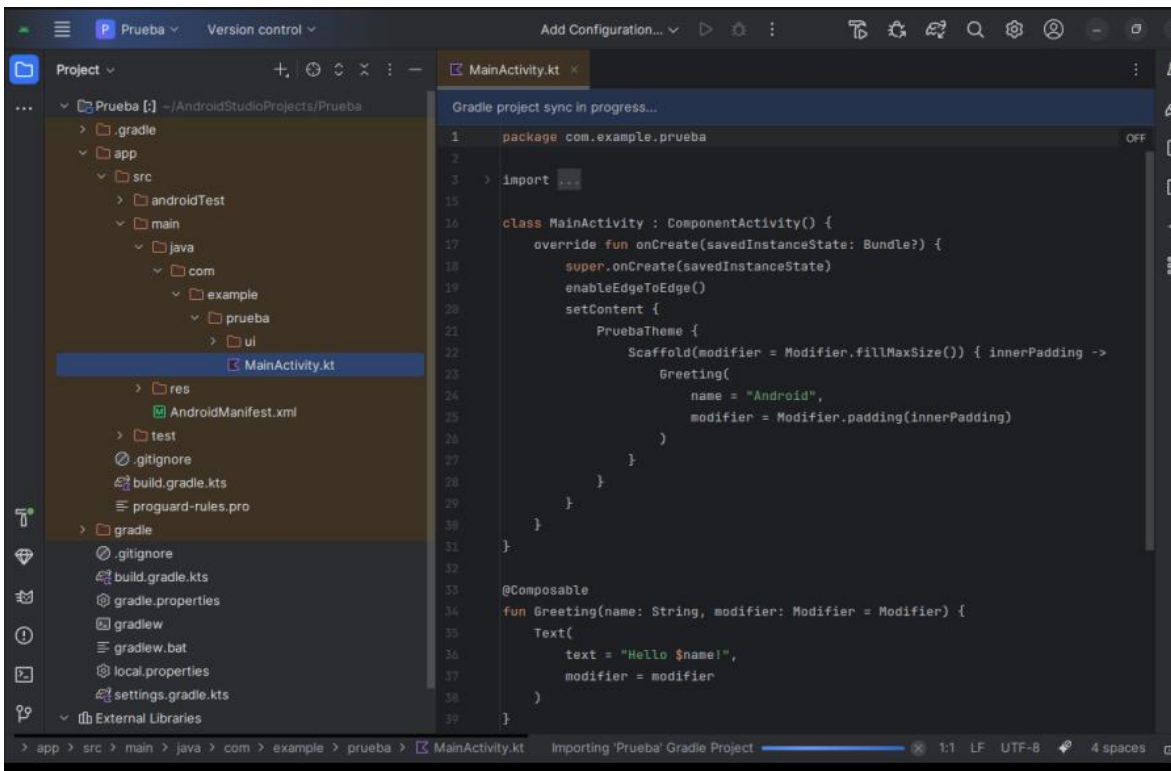 P Prueba Version control Add Configuration...
Project
MainActivity.kt
Prueba [:] ~/AndroidStudioProjects/Prueba
.gradle
app
src
androidTest
main
java
com
example
prueba
ui
MainActivity.kt
res
AndroidManifest.xml
test
.gitignore
build.gradle.kts
proguard-rules.pro
gradle
.gitignore
build.gradle.kts
gradle.properties
gradlew
gradlew.bat
local.properties
settings.gradle.kts
External Libraries
Gradle project sync in progress...
1 package com.example.prueba
OFF
2
3 import ...
15
16 class MainActivity : ComponentActivity() {
17 override fun onCreate(savedInstanceState: Bundle?) {
18 super.onCreate(savedInstanceState)
19 enableEdgeToEdge()
20 setContent {
21 PruebaTheme {
22 Scaffold(modifier = Modifier.fillMaxSize()) { innerPadding ->
23 Greeting(
24 name = "Android",
25 modifier = Modifier.padding(innerPadding)
26 )
27 }
28 }
29 }
30 }
31 }
32
33 @Composable
34 fun Greeting(name: String, modifier: Modifier = Modifier) {
35 Text(
36 text = "Hello $name!",
37 modifier = modifier
38 )
39 }
> app > src > main > java > com > example > prueba > MainActivity.kt Importing 'Prueba' Gradle Project 1:1 LF UTF-8 4 spaces